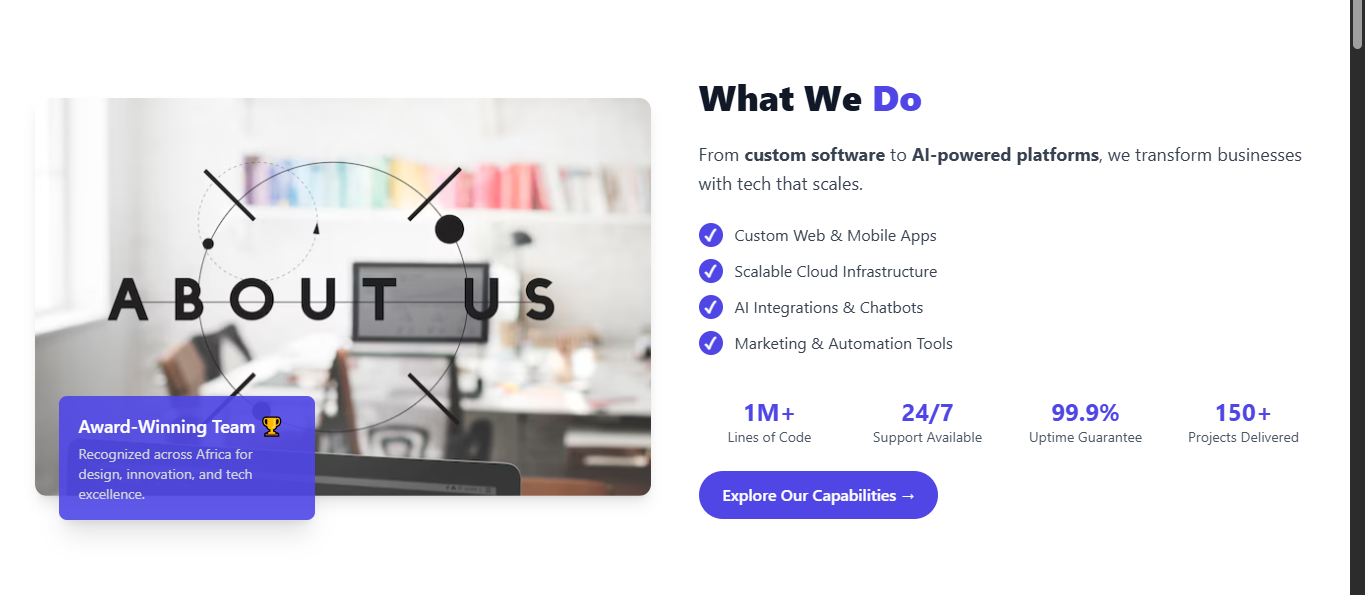 ABOUT US
Award-Winning Team 🏆
Recognized across Africa for
design, innovation, and tech
excellence.
What We Do
From custom software to AI-powered platforms, we transform businesses
with tech that scales.
Custom Web & Mobile Apps
Scalable Cloud Infrastructure
AI Integrations & Chatbots
Marketing & Automation Tools
1M+
Lines of Code
24/7
Support Available
99.9%
Uptime Guarantee
150+
Projects Delivered
Explore Our Capabilities →